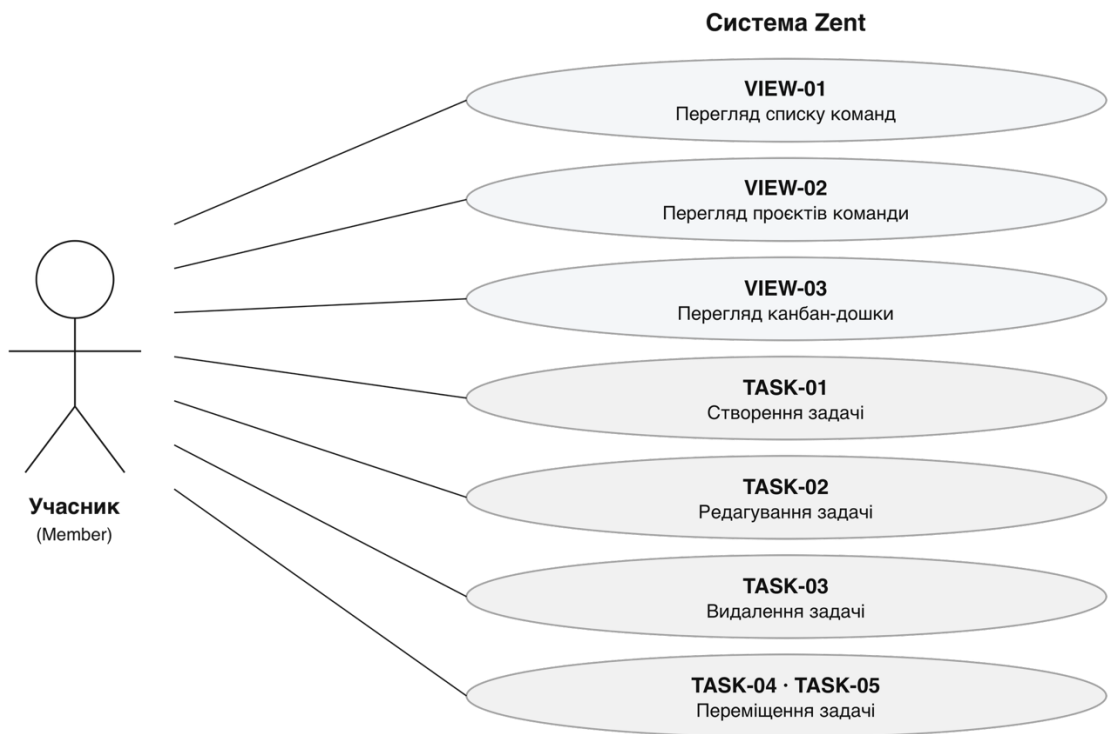 Система Zent
VIEW-01
Перегляд списку команд
VIEW-02
Перегляд проєктів команди
VIEW-03
Перегляд канбан-дошки
TASK-01
Створення задачі
TASK-02
Редагування задачі
TASK-03
Видалення задачі
TASK-04 · TASK-05
Переміщення задачі
Учасник
(Member)